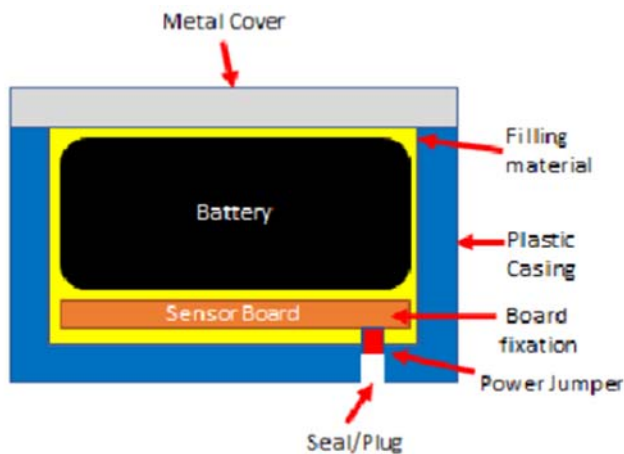 Metal Cover
Filling
material
Battery
Plastic
Casing
Sensor Board
Board
fixation
Power Jumper
Seal/Plug